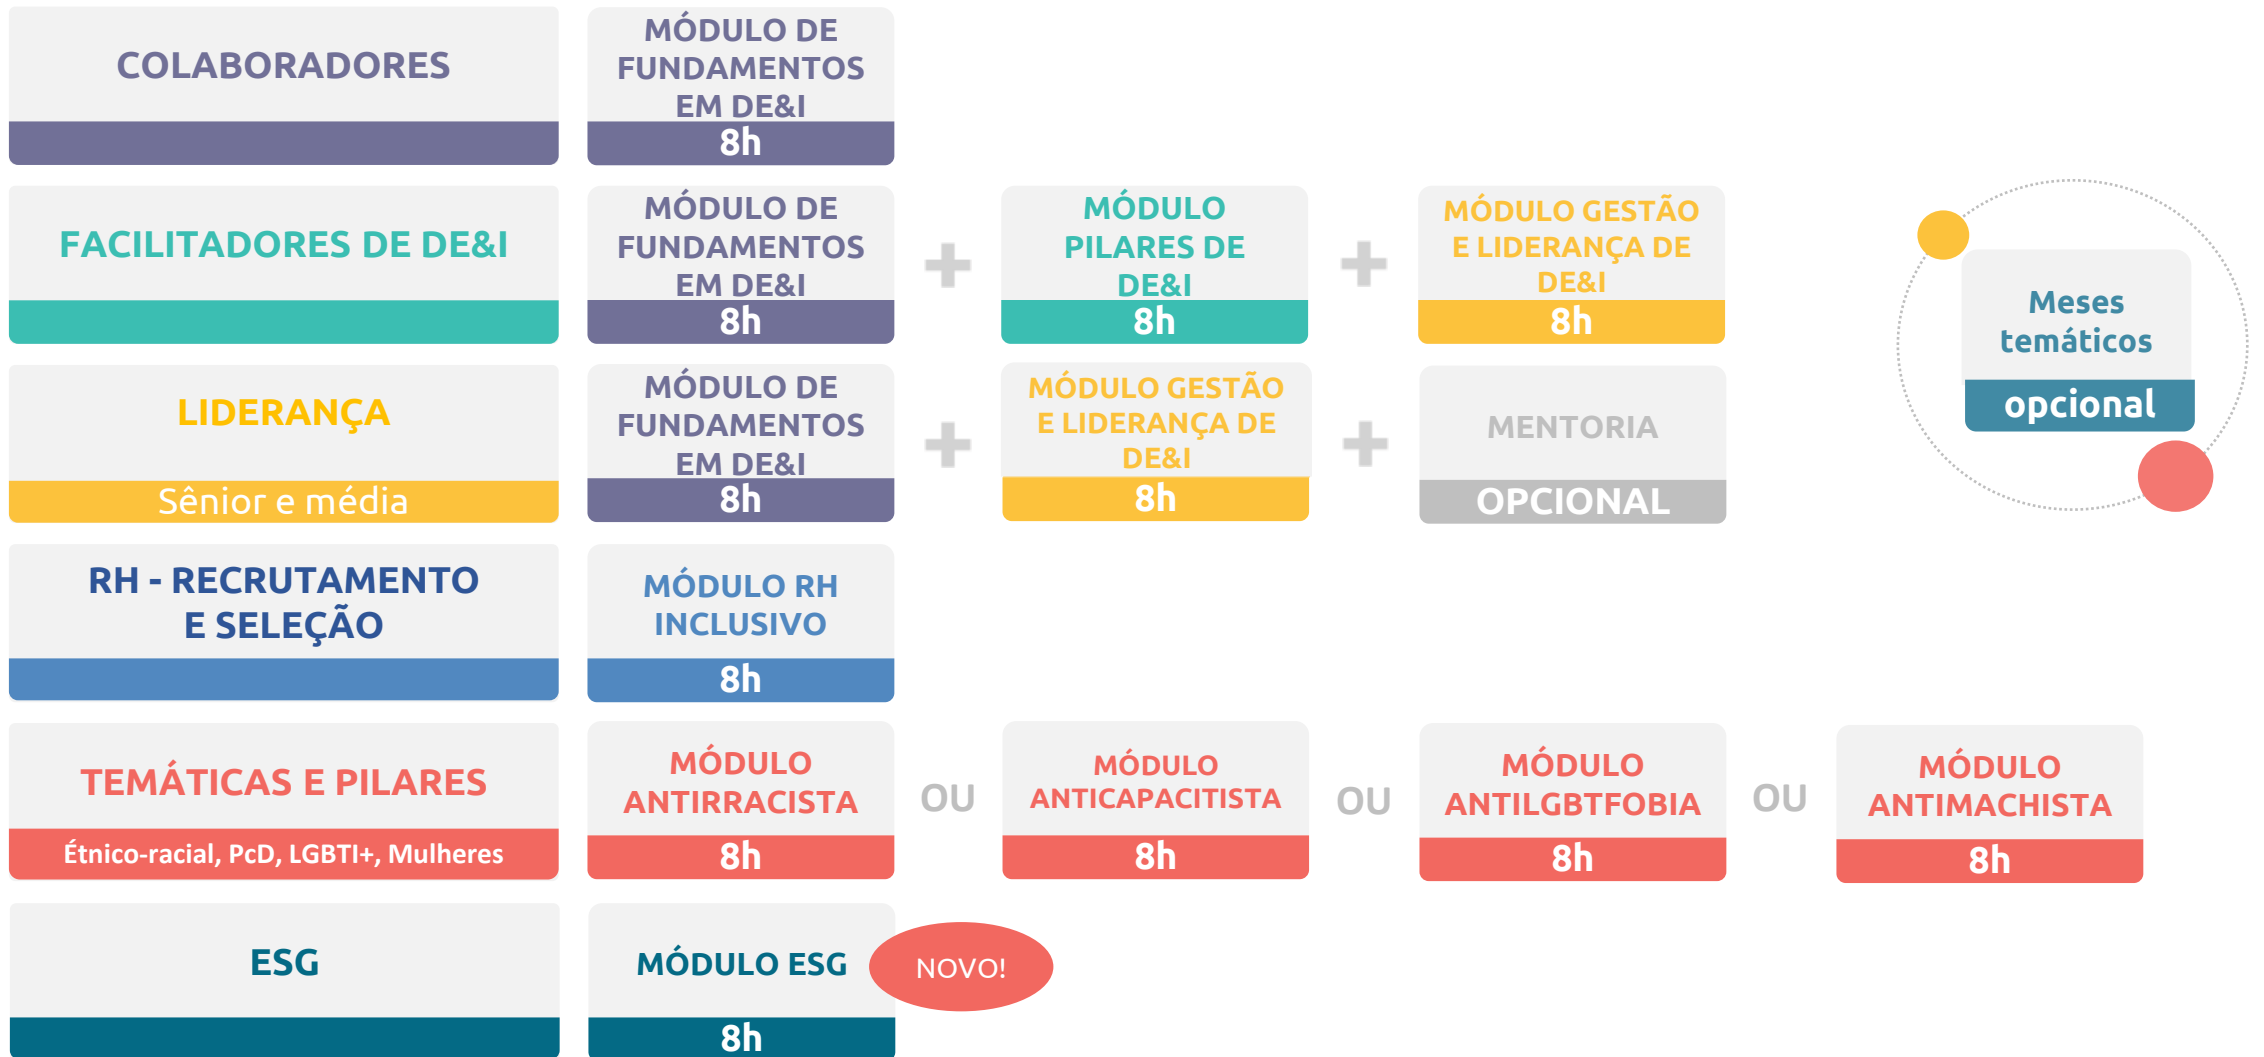 COLABORADORES
MÓDULO DE
FUNDAMENTOS
EM DE&I
8h
FACILITADORES DE DE&I
MÓDULO DE
FUNDAMENTOS
EM DE&I
8h
+
MÓDULO
PILARES DE
DE&I
8h
+
MÓDULO GESTÃO
E LIDERANÇA DE
DE&I
8h
Meses
temáticos
opcional
LIDERANÇA
Sênior e média
MÓDULO DE
FUNDAMENTOS
EM DE&I
8h
+
MÓDULO GESTÃO
E LIDERANÇA DE
DE&I
8h
+
MENTORIA
OPCIONAL
RH - RECRUTAMENTO
E SELEÇÃO
MÓDULO RH
INCLUSIVO
8h
TEMÁTICAS E PILARES
Étnico-racial, PcD, LGBTI+, Mulheres
MÓDULO
ANTIRRACISTA
8h
OU
MÓDULO
ANTICAPACITISTA
8h
OU
MÓDULO
ANTILGBTFOBIA
8h
OU
MÓDULO
ANTIMACHISTA
8h
ESG
MÓDULO ESG
8h
NOVO!